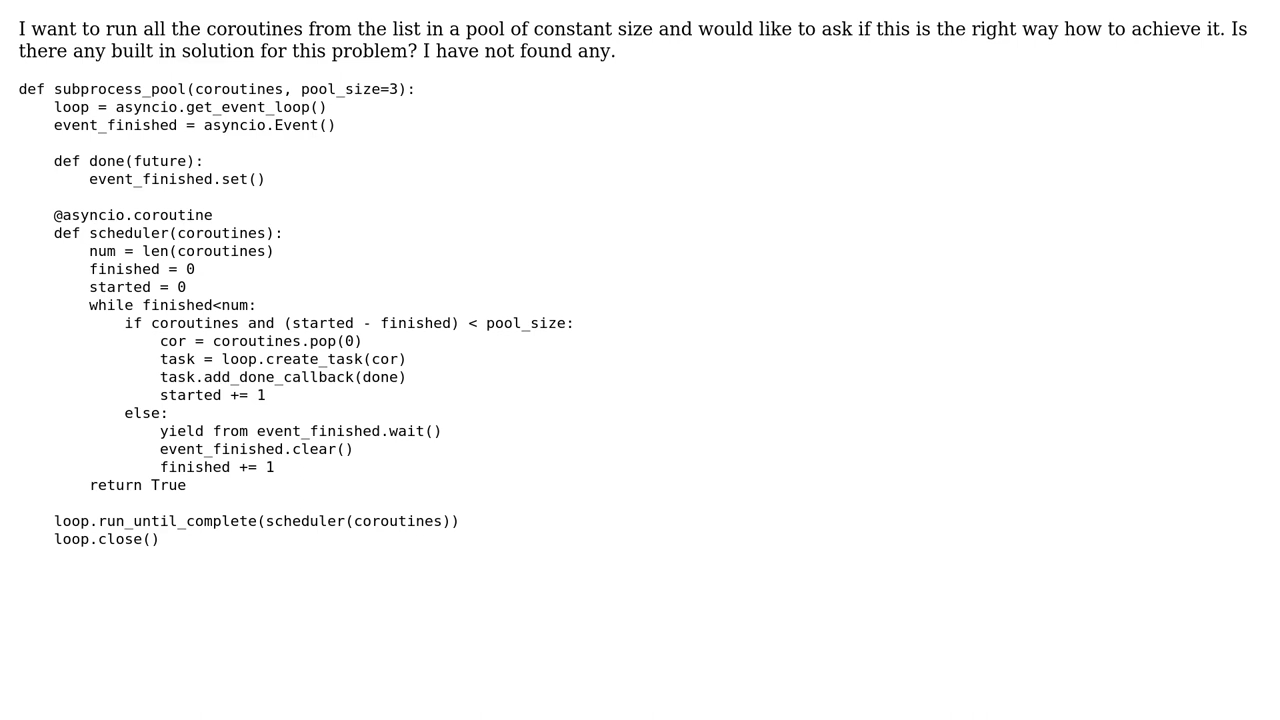 I want to run all the coroutines from the list in a pool of constant size and would like to ask if this is the right way how to achieve it. Is
there any built in solution for this problem? I have not found any.
def subprocess_pool(coroutines, pool_size=3):
    loop = asyncio.get_event_loop()
    event_finished = asyncio.Event()

    def done(future):
        event_finished.set()

    @asyncio.coroutine
    def scheduler(coroutines):
        num = len(coroutines)
        finished = 0
        started = 0
        while finished<num:
            if coroutines and (started - finished) < pool_size:
                cor = coroutines.pop(0)
                task = loop.create_task(cor)
                task.add_done_callback(done)
                started += 1
            else:
                yield from event_finished.wait()
                event_finished.clear()
                finished += 1
        return True

    loop.run_until_complete(scheduler(coroutines))
    loop.close()